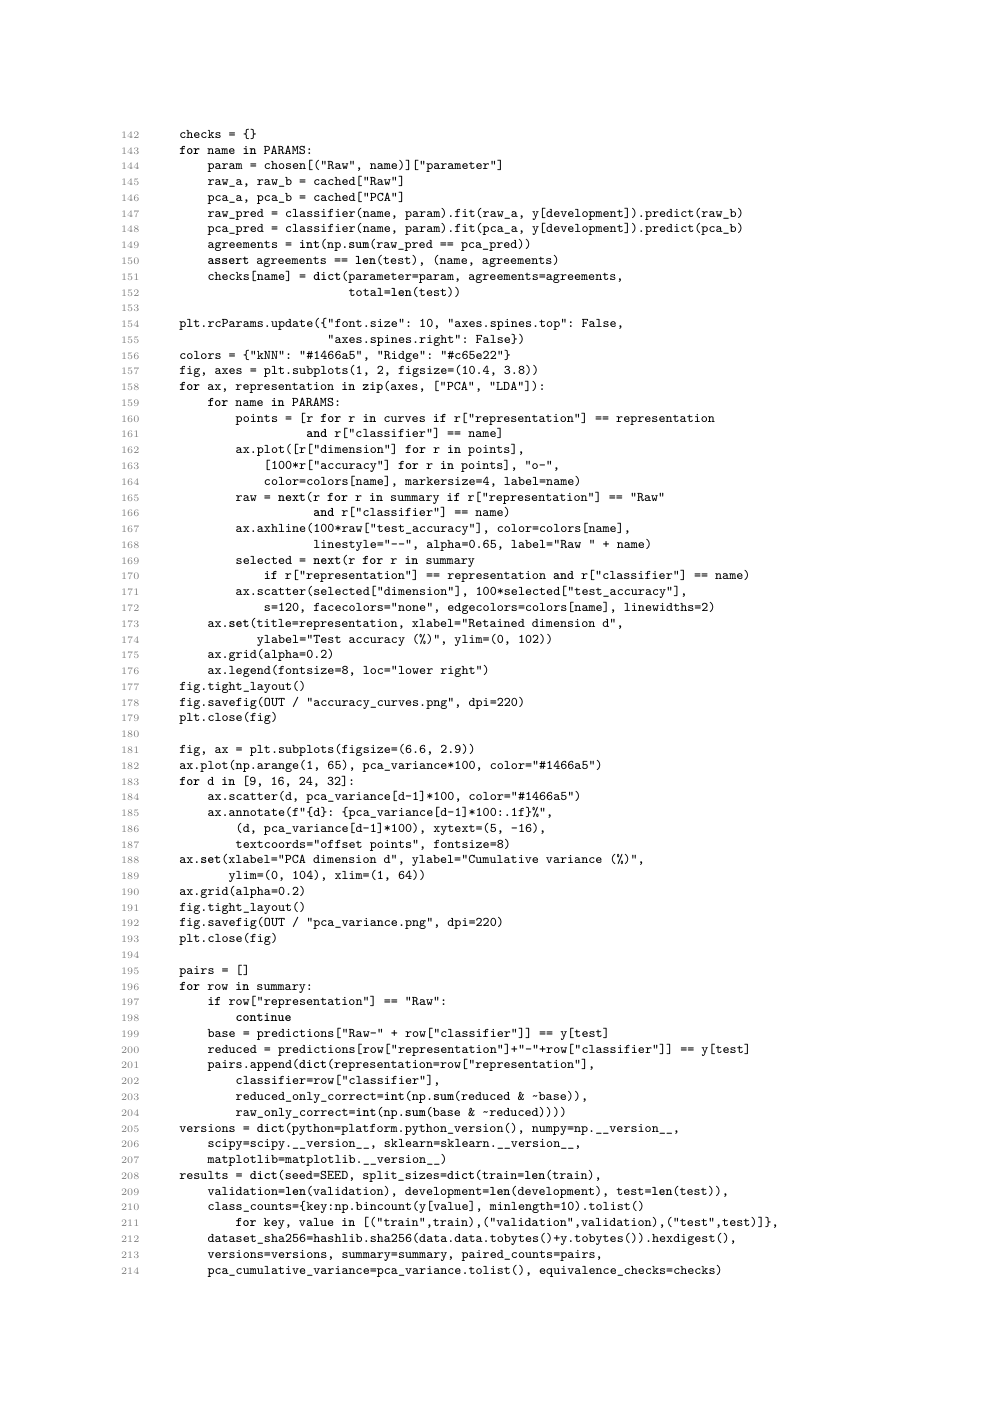 142 checks = {}
143 for name in PARAMS:
144     param = chosen[("Raw", name)]["parameter"]
145     raw_a, raw_b = cached["Raw"]
146     pca_a, pca_b = cached["PCA"]
147     raw_pred = classifier(name, param).fit(raw_a, y[development]).predict(raw_b)
148     pca_pred = classifier(name, param).fit(pca_a, y[development]).predict(pca_b)
149     agreements = int(np.sum(raw_pred == pca_pred))
150     assert agreements == len(test), (name, agreements)
151     checks[name] = dict(parameter=param, agreements=agreements,
152                         total=len(test))
153
154 plt.rcParams.update({"font.size": 10, "axes.spines.top": False,
155                      "axes.spines.right": False})
156 colors = {"kNN": "#1466a5", "Ridge": "#c65e22"}
157 fig, axes = plt.subplots(1, 2, figsize=(10.4, 3.8))
158 for ax, representation in zip(axes, ["PCA", "LDA"]):
159     for name in PARAMS:
160         points = [r for r in curves if r["representation"] == representation
161                   and r["classifier"] == name]
162         ax.plot([r["dimension"] for r in points],
163             [100*r["accuracy"] for r in points], "o-",
164             color=colors[name], markersize=4, label=name)
165         raw = next(r for r in summary if r["representation"] == "Raw"
166                    and r["classifier"] == name)
167         ax.axhline(100*raw["test_accuracy"], color=colors[name],
168                    linestyle="--", alpha=0.65, label="Raw " + name)
169         selected = next(r for r in summary
170             if r["representation"] == representation and r["classifier"] == name)
171         ax.scatter(selected["dimension"], 100*selected["test_accuracy"],
172             s=120, facecolors="none", edgecolors=colors[name], linewidths=2)
173     ax.set(title=representation, xlabel="Retained dimension d",
174            ylabel="Test accuracy (%)", ylim=(0, 102))
175     ax.grid(alpha=0.2)
176     ax.legend(fontsize=8, loc="lower right")
177 fig.tight_layout()
178 fig.savefig(OUT / "accuracy_curves.png", dpi=220)
179 plt.close(fig)
180
181 fig, ax = plt.subplots(figsize=(6.6, 2.9))
182 ax.plot(np.arange(1, 65), pca_variance*100, color="#1466a5")
183 for d in [9, 16, 24, 32]:
184     ax.scatter(d, pca_variance[d-1]*100, color="#1466a5")
185     ax.annotate(f"{d}: {pca_variance[d-1]*100:.1f}%",
186         (d, pca_variance[d-1]*100), xytext=(5, -16),
187         textcoords="offset points", fontsize=8)
188 ax.set(xlabel="PCA dimension d", ylabel="Cumulative variance (%)",
189        ylim=(0, 104), xlim=(1, 64))
190 ax.grid(alpha=0.2)
191 fig.tight_layout()
192 fig.savefig(OUT / "pca_variance.png", dpi=220)
193 plt.close(fig)
194
195 pairs = []
196 for row in summary:
197     if row["representation"] == "Raw":
198         continue
199     base = predictions["Raw-" + row["classifier"]] == y[test]
200     reduced = predictions[row["representation"]+"-"+row["classifier"]] == y[test]
201     pairs.append(dict(representation=row["representation"],
202         classifier=row["classifier"],
203         reduced_only_correct=int(np.sum(reduced & ~base)),
204         raw_only_correct=int(np.sum(base & ~reduced))))
205 versions = dict(python=platform.python_version(), numpy=np.__version__,
206     scipy=scipy.__version__, sklearn=sklearn.__version__,
207     matplotlib=matplotlib.__version__)
208 results = dict(seed=SEED, split_sizes=dict(train=len(train),
209     validation=len(validation), development=len(development), test=len(test)),
210     class_counts={key:np.bincount(y[value], minlength=10).tolist()
211         for key, value in [("train",train),("validation",validation),("test",test)]},
212     dataset_sha256=hashlib.sha256(data.data.tobytes()+y.tobytes()).hexdigest(),
213     versions=versions, summary=summary, paired_counts=pairs,
214     pca_cumulative_variance=pca_variance.tolist(), equivalence_checks=checks)